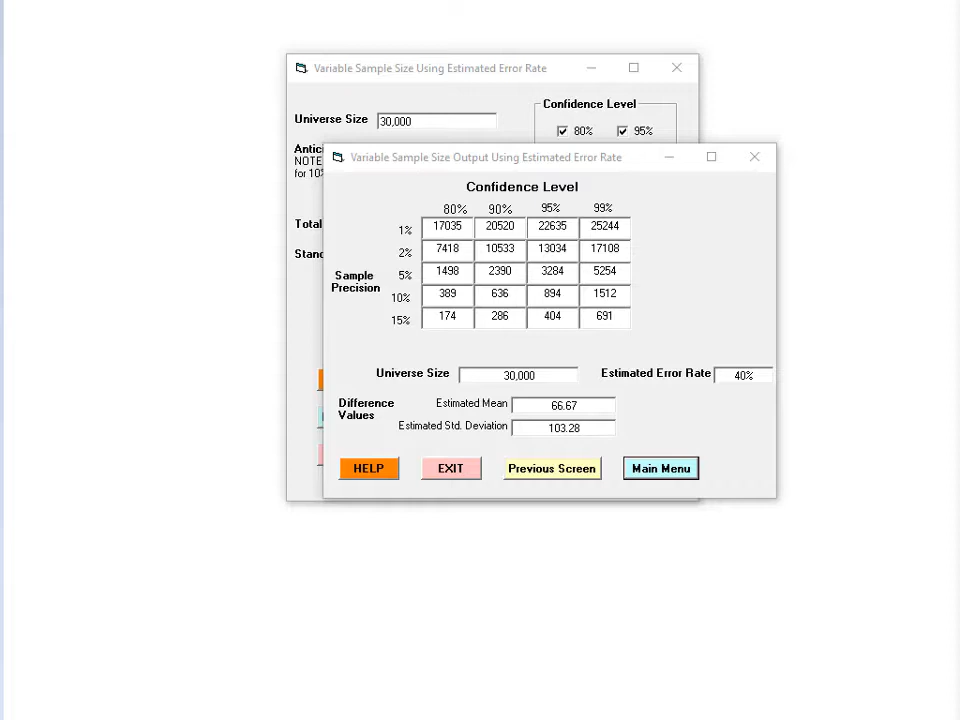 Variable Sample Size Using Estimated Error Rate
Confidence Level
Universe Size 30,000
80% 95%
NOTE
for 10%
Total
Variable Sample Size Output Using Estimated Error Rate
Confidence Level
80% 90% 95% 99%
1% 17035 20520 22635 25244
2% 7418 10533 13034 17108
Sample Precision
5% 1498 2390 3284 5254
10% 389 636 894 1512
15% 174 286 404 691
Universe Size 30,000 Estimated Error Rate 40%
Difference Values
Estimated Mean 66.67
Estimated Std. Deviation 103.28
HELP EXIT Previous Screen Main Menu